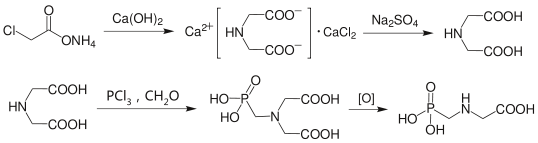 Cl O ONH₄ Ca(OH)₂ Ca²⁺ [ HN COO⁻ COO⁻ ] · CaCl₂ Na₂SO₄ HN COOH COOH
HN COOH COOH PCl₃ , CH₂O HO HO P O N COOH COOH [O] HO P O OH H N COOH